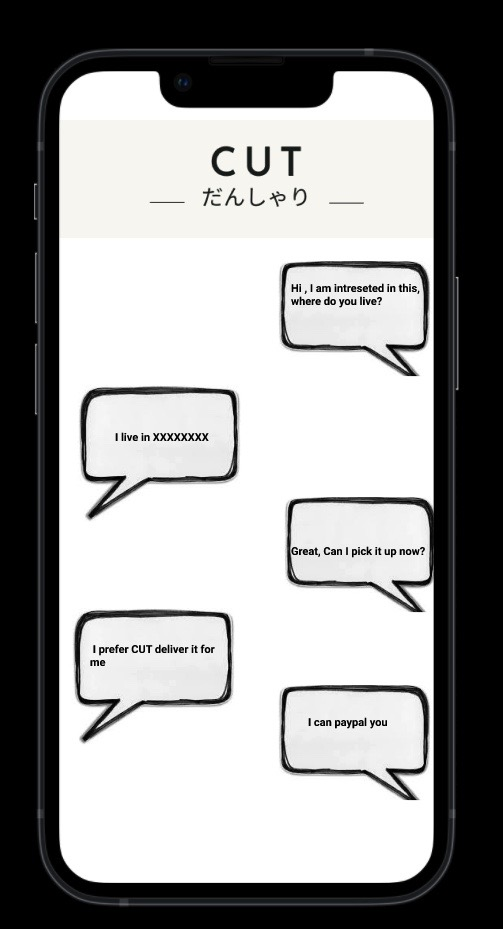 CUT
だんしゃり
Hi , I am intreseted in this,
where do you live?
I live in XXXXXXXX
Great, Can I pick it up now?
I prefer CUT deliver it for
me
I can paypal you